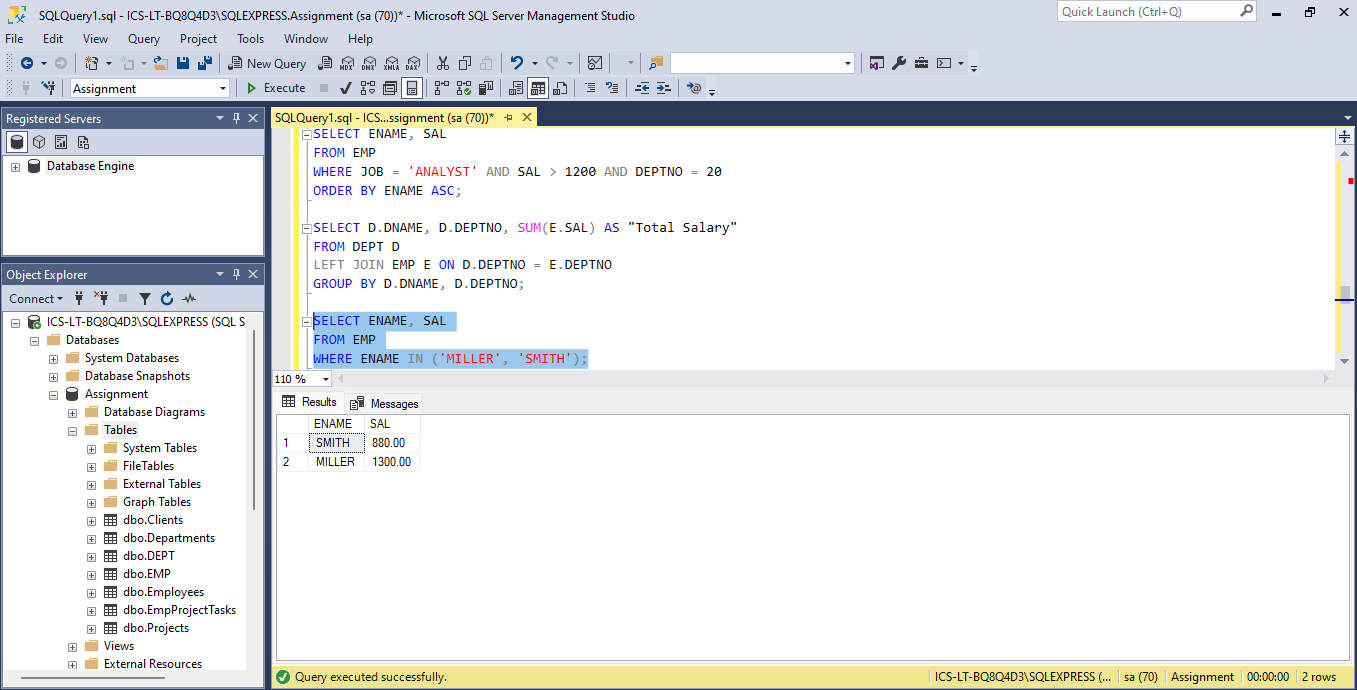 SQLQuery1.sql - ICS-LT-BQ8Q4D3\SQLEXPRESS.Assignment (sa (70))* - Microsoft SQL Server Management Studio
Quick Launch (Ctrl+Q)
File Edit View Query Project Tools Window Help
New Query
MDX DMX XMLA DAX
Assignment
Execute
Registered Servers
Database Engine
Object Explorer
Connect
ICS-LT-BQ8Q4D3\SQLEXPRESS (SQL S
Databases
System Databases
Database Snapshots
Assignment
Database Diagrams
Tables
System Tables
FileTables
External Tables
Graph Tables
dbo.Clients
dbo.Departments
dbo.DEPT
dbo.EMP
dbo.Employees
dbo.EmpProjectTasks
dbo.Projects
Views
External Resources
SQLQuery1.sql - ICS...ssignment (sa (70))*
SELECT ENAME, SAL
FROM EMP
WHERE JOB = 'ANALYST' AND SAL > 1200 AND DEPTNO = 20
ORDER BY ENAME ASC;
SELECT D.DNAME, D.DEPTNO, SUM(E.SAL) AS "Total Salary"
FROM DEPT D
LEFT JOIN EMP E ON D.DEPTNO = E.DEPTNO
GROUP BY D.DNAME, D.DEPTNO;
SELECT ENAME, SAL
FROM EMP
WHERE ENAME IN ('MILLER', 'SMITH');
110 %
Results Messages
ENAME SAL
1 SMITH 880.00
2 MILLER 1300.00
Query executed successfully.
ICS-LT-BQ8Q4D3\SQLEXPRESS (... sa (70) Assignment 00:00:00 2 rows